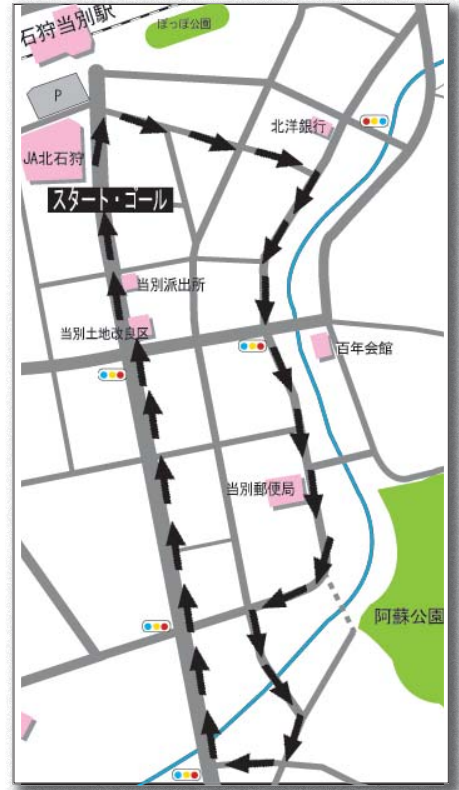 石狩当別駅
ぽっぽ公園
P
北洋銀行
JA北石狩
スタート・ゴール
当別派出所
当別土地改良区
百年会館
当別郵便局
阿蘇公園